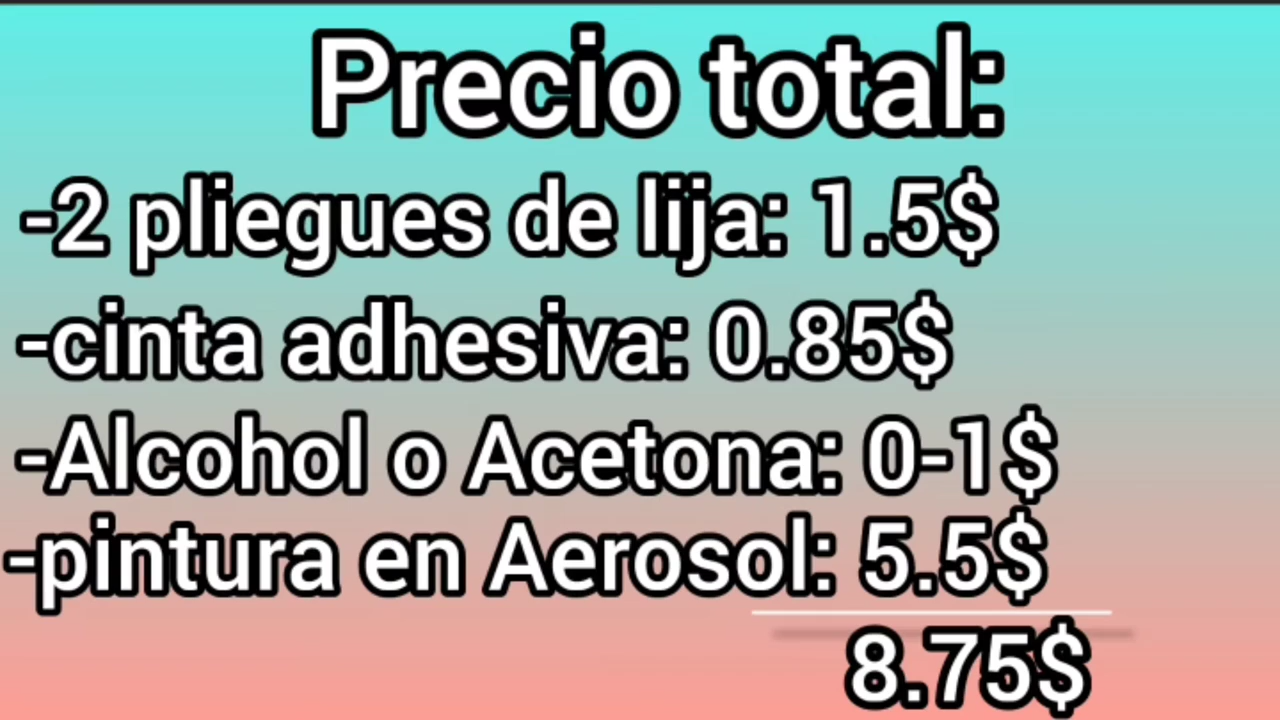 Precio total:
-2 pliegues de lija: 1.5$
-cinta adhesiva: 0.85$
-Alcohol o Acetona: 0-1$
-pintura en Aerosol: 5.5$
8.75$